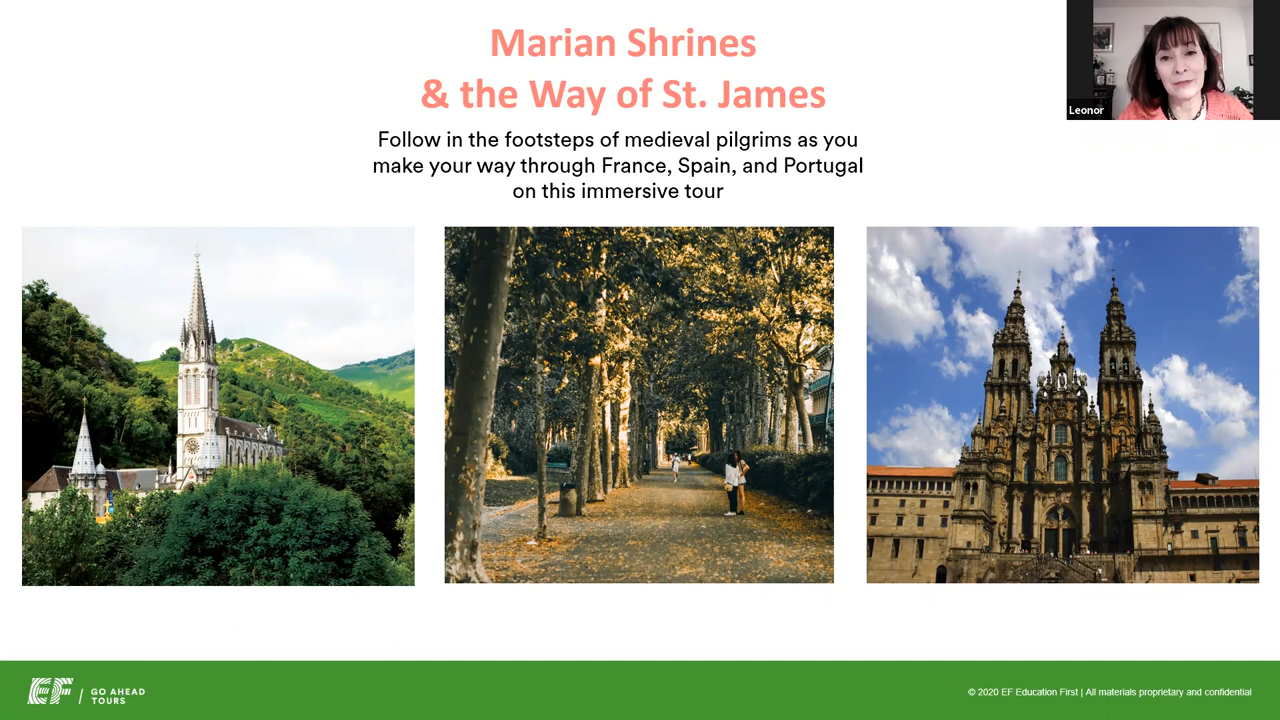 Marian Shrines
& the Way of St. James
Leonor
Follow in the footsteps of medieval pilgrims as you
make your way through France, Spain, and Portugal
on this immersive tour
EF / GO AHEAD
TOURS
© 2020 EF Education First | All materials proprietary and confidential